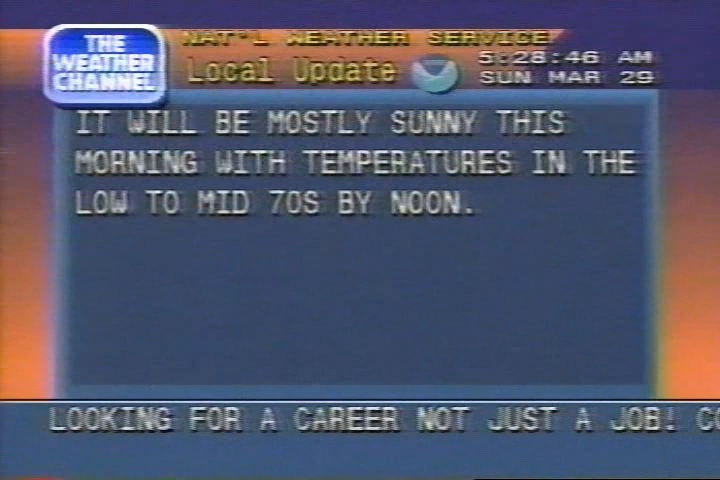 THE
WEATHER
CHANNEL
NAT'L WEATHER SERVICE
Local Update
5:28:46 AM
SUN MAR 29
IT WILL BE MOSTLY SUNNY THIS
MORNING WITH TEMPERATURES IN THE
LOW TO MID 70S BY NOON.
LOOKING FOR A CAREER NOT JUST A JOB! CO